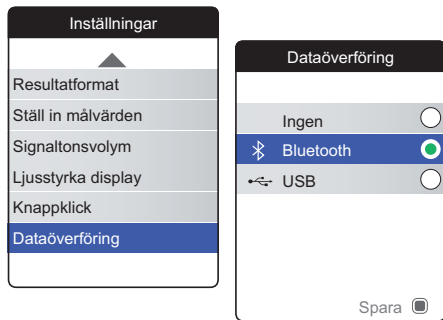 Inställningar
Resultatformat
Ställ in målvärden
Signaltonsvolym
Ljusstyrka display
Knappklick
Dataöverföring
Dataöverföring
Ingen
Bluetooth
USB
Spara